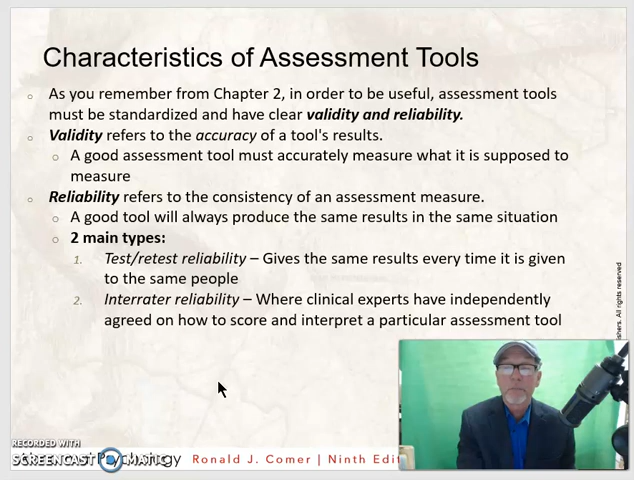 Characteristics of Assessment Tools
As you remember from Chapter 2, in order to be useful, assessment tools
must be standardized and have clear validity and reliability.
Validity refers to the accuracy of a tool's results.
A good assessment tool must accurately measure what it is supposed to
measure
Reliability refers to the consistency of an assessment measure.
A good tool will always produce the same results in the same situation
2 main types:
1. Test/retest reliability – Gives the same results every time it is given
to the same people
2. Interrater reliability – Where clinical experts have independently
agreed on how to score and interpret a particular assessment tool
All rights reserved
RECORDED WITH
SCREENCAST MATIC
Ronald J. Comer | Ninth Edit